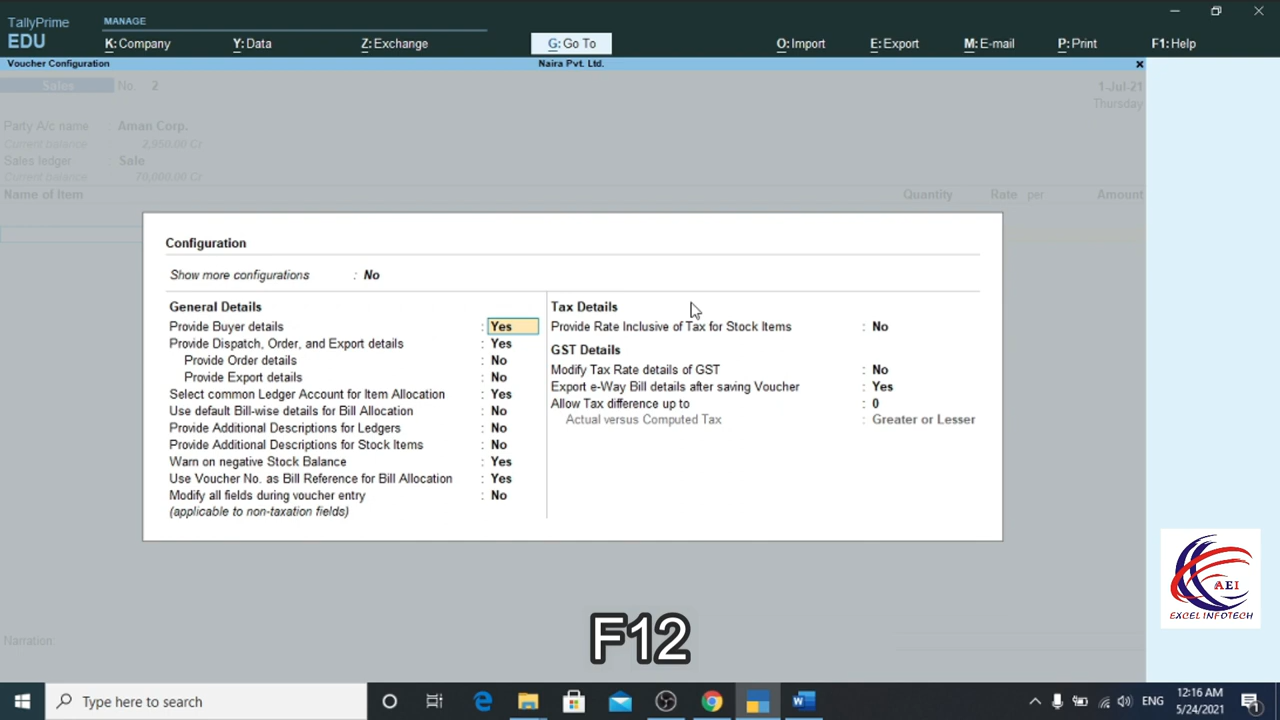 TallyPrime
EDU
MANAGE
K: Company
Y: Data
Z: Exchange
G: Go To
O: Import
E: Export
M: E-mail
P: Print
F1: Help
Voucher Configuration
Naira Pvt. Ltd.
×
Sales No. 2
1-Jul-21
Thursday
Party A/c name : Aman Corp.
Current balance : 2,950.00 Cr
Sales ledger : Sale
Current balance : 70,000.00 Cr
Name of Item Quantity Rate per Amount
Configuration
Show more configurations : No
General Details
Provide Buyer details : Yes
Provide Dispatch, Order, and Export details : Yes
Provide Order details : No
Provide Export details : No
Select common Ledger Account for Item Allocation : Yes
Use default Bill-wise details for Bill Allocation : No
Provide Additional Descriptions for Ledgers : No
Provide Additional Descriptions for Stock Items : No
Warn on negative Stock Balance : Yes
Use Voucher No. as Bill Reference for Bill Allocation : Yes
Modify all fields during voucher entry : No
(applicable to non-taxation fields)
Tax Details
Provide Rate Inclusive of Tax for Stock Items : No
GST Details
Modify Tax Rate details of GST : No
Export e-Way Bill details after saving Voucher : Yes
Allow Tax difference up to : 0
Actual versus Computed Tax : Greater or Lesser
AEI
EXCEL INFOTECH
Narration:
F12
Type here to search
ENG
12:16 AM
5/24/2021
1